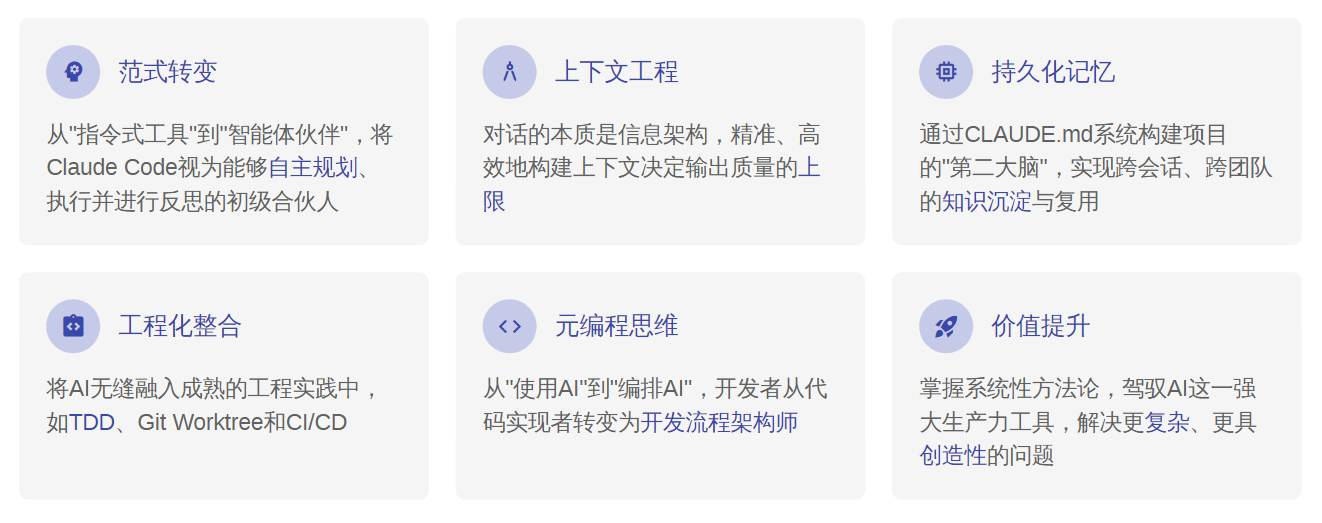 范式转变
从"指令式工具"到"智能体伙伴"，将
Claude Code视为能够自主规划、
执行并进行反思的初级合伙人
上下文工程
对话的本质是信息架构，精准、高
效地构建上下文决定输出质量的上
限
持久化记忆
通过CLAUDE.md系统构建项目
的"第二大脑"，实现跨会话、跨团队
的知识沉淀与复用
工程化整合
将AI无缝融入成熟的工程实践中，
如TDD、Git Worktree和CI/CD
元编程思维
从"使用AI"到"编排AI"，开发者从代
码实现者转变为开发流程架构师
价值提升
掌握系统性方法论，驾驭AI这一强
大生产力工具，解决更复杂、更具
创造性的问题